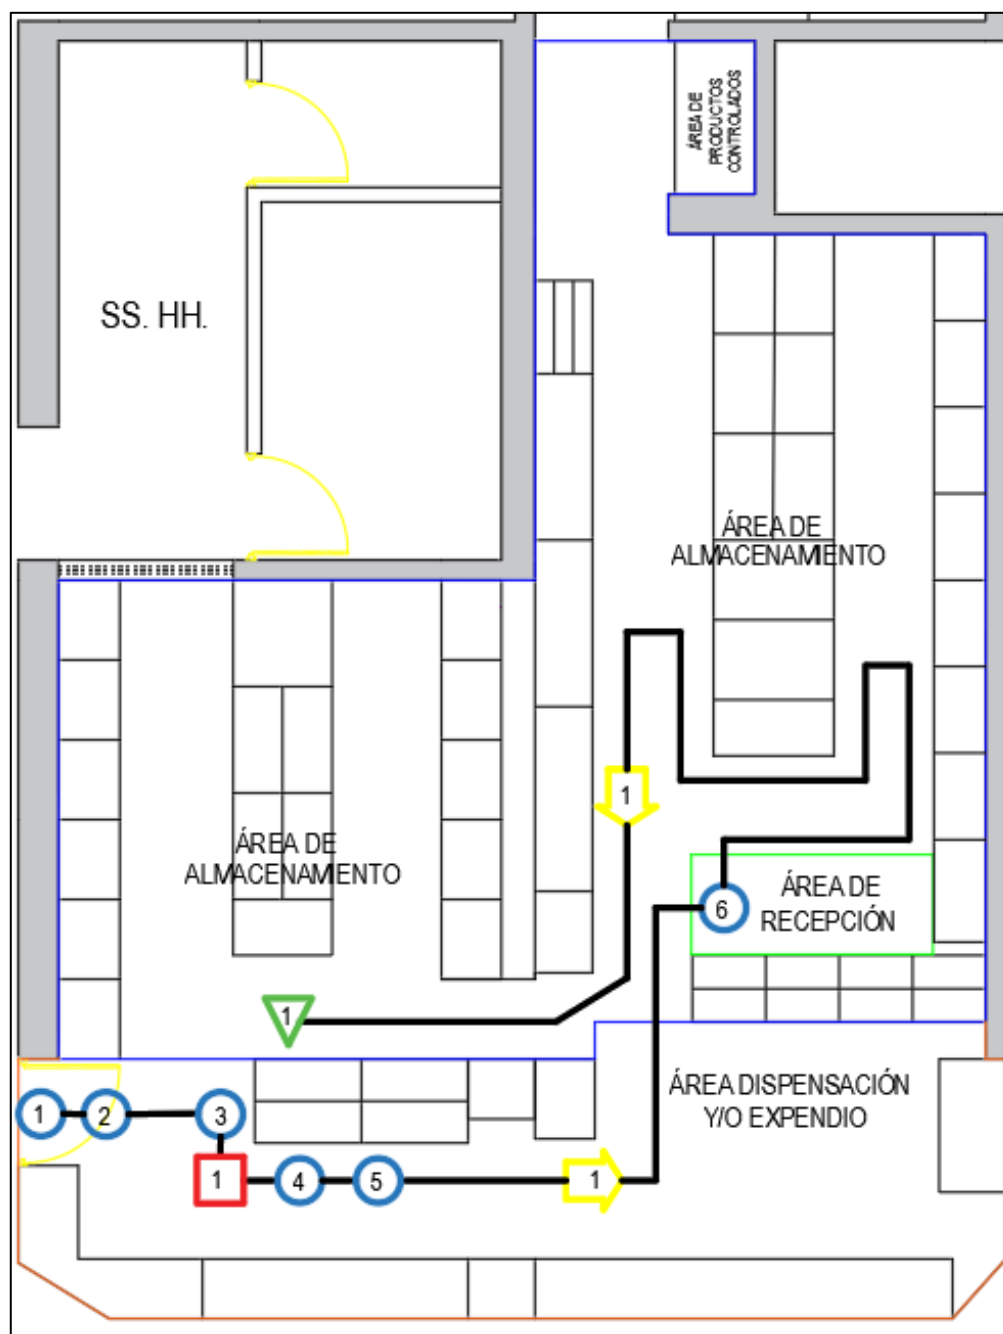 ÁREA DE
PRODUCTOS
CONTROLADOS
SS. HH.
ÁREA DE
ALMACENAMIENTO
1
ÁREA DE
ALMACENAMIENTO
6
ÁREA DE
RECEPCIÓN
1
ÁREA DISPENSACIÓN
Y/O EXPENDIO
1
2
3
1
4
5
1